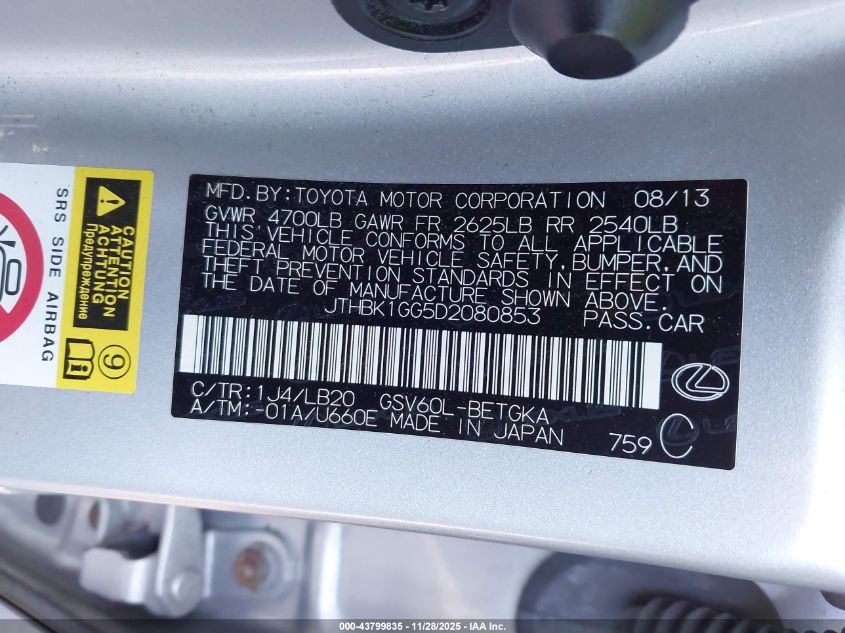 MFD. BY: TOYOTA MOTOR CORPORATION 08/13
GVWR 4700LB GAWR FR 2625LB RR 2540LB
THIS VEHICLE CONFORMS TO ALL APPLICABLE
FEDERAL MOTOR VEHICLE SAFETY, BUMPER, AND
THEFT PREVENTION STANDARDS IN EFFECT ON
THE DATE OF MANUFACTURE SHOWN ABOVE.
JTHBK1GG5D2080853 PASS. CAR
C/TR: 1J4/LB20 GSV60L-BETGKA
A/TM: -01A/U660E MADE IN JAPAN
759 C
SRS SIDE AIRBAG
CAUTION
ATTENTION
ACHTUNG
Предупреждение
9
000-43799835 - 11/28/2025 - IAA Inc.